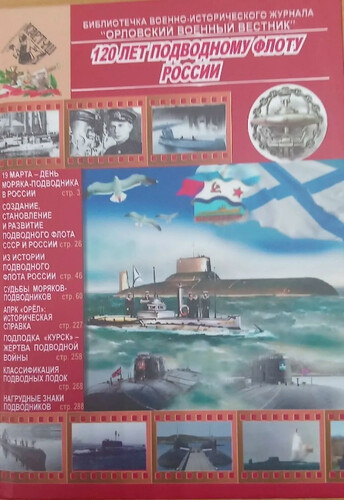 БИБЛИОТЕЧКА ВОЕННО-ИСТОРИЧЕСКОГО ЖУРНАЛА
"ОРЛОВСКИЙ ВОЕННЫЙ ВЕСТНИК"
120 ЛЕТ ПОДВОДНОМУ ФЛОТУ
РОССИИ
19 МАРТА – ДЕНЬ
МОРЯКА-ПОДВОДНИКА
В РОССИИ стр. 3
СОЗДАНИЕ,
СТАНОВЛЕНИЕ
И РАЗВИТИЕ
ПОДВОДНОГО ФЛОТА
СССР И РОССИИ стр. 26
ИЗ ИСТОРИИ
ПОДВОДНОГО
ФЛОТА РОССИИ стр. 46
СУДЬБЫ МОРЯКОВ-
ПОДВОДНИКОВ стр. 66
АПРК «ОРЁЛ»:
ИСТОРИЧЕСКАЯ
СПРАВКА стр. 227
ПОДЛОДКА «КУРСК» –
ЖЕРТВА ПОДВОДНОЙ
ВОЙНЫ стр. 258
КЛАССИФИКАЦИЯ
ПОДВОДНЫХ ЛОДОК
стр. 268
НАГРУДНЫЕ ЗНАКИ
ПОДВОДНИКОВ стр. 288